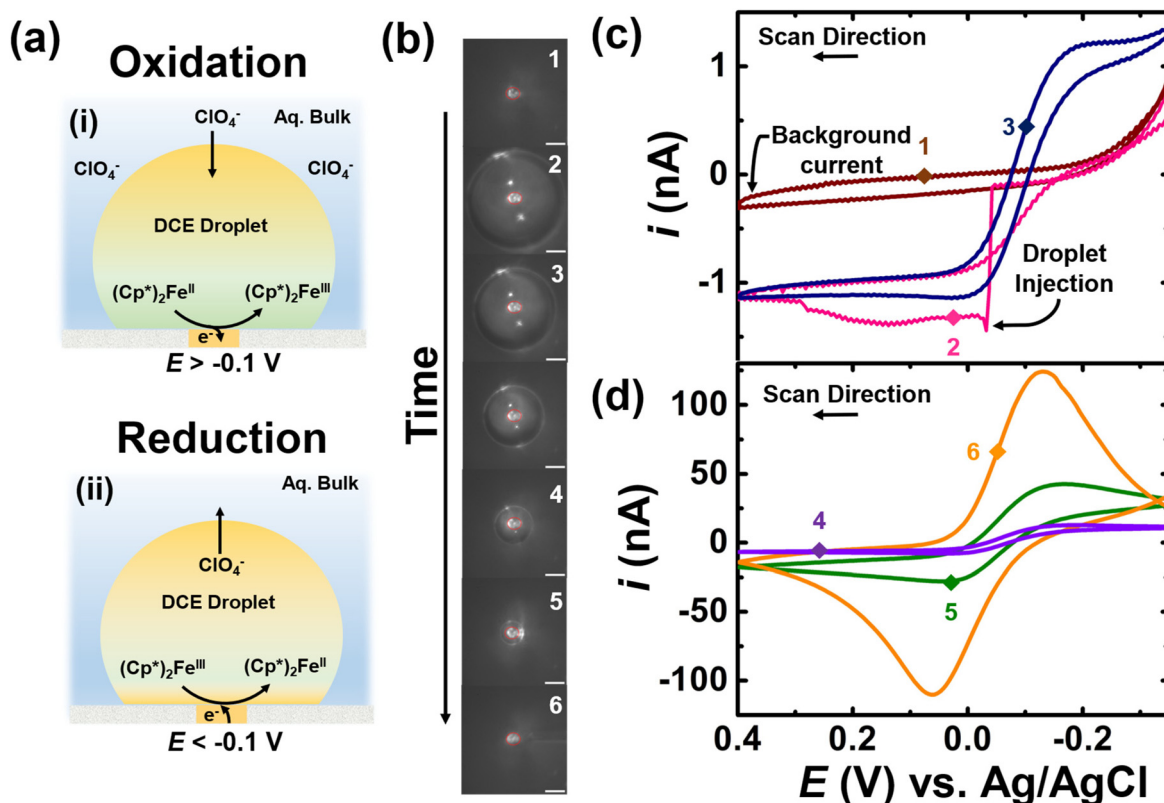 (a)
Oxidation
(i)
ClO₄⁻
Aq. Bulk
ClO₄⁻
ClO₄⁻
DCE Droplet
(Cp*)₂Feᴵᴵ
(Cp*)₂Feᴵᴵᴵ
e⁻
E > -0.1 V
Reduction
(ii)
Aq. Bulk
ClO₄⁻
DCE Droplet
(Cp*)₂Feᴵᴵᴵ
(Cp*)₂Feᴵᴵ
e⁻
E < -0.1 V
(b)
Time
1
2
3
4
5
6
(c)
Scan Direction
Background
current
1
3
Droplet
Injection
2
i (nA)
1
0
-1
(d)
Scan Direction
6
4
5
i (nA)
100
50
0
-50
-100
0.4
0.2
0.0
-0.2
E (V) vs. Ag/AgCl